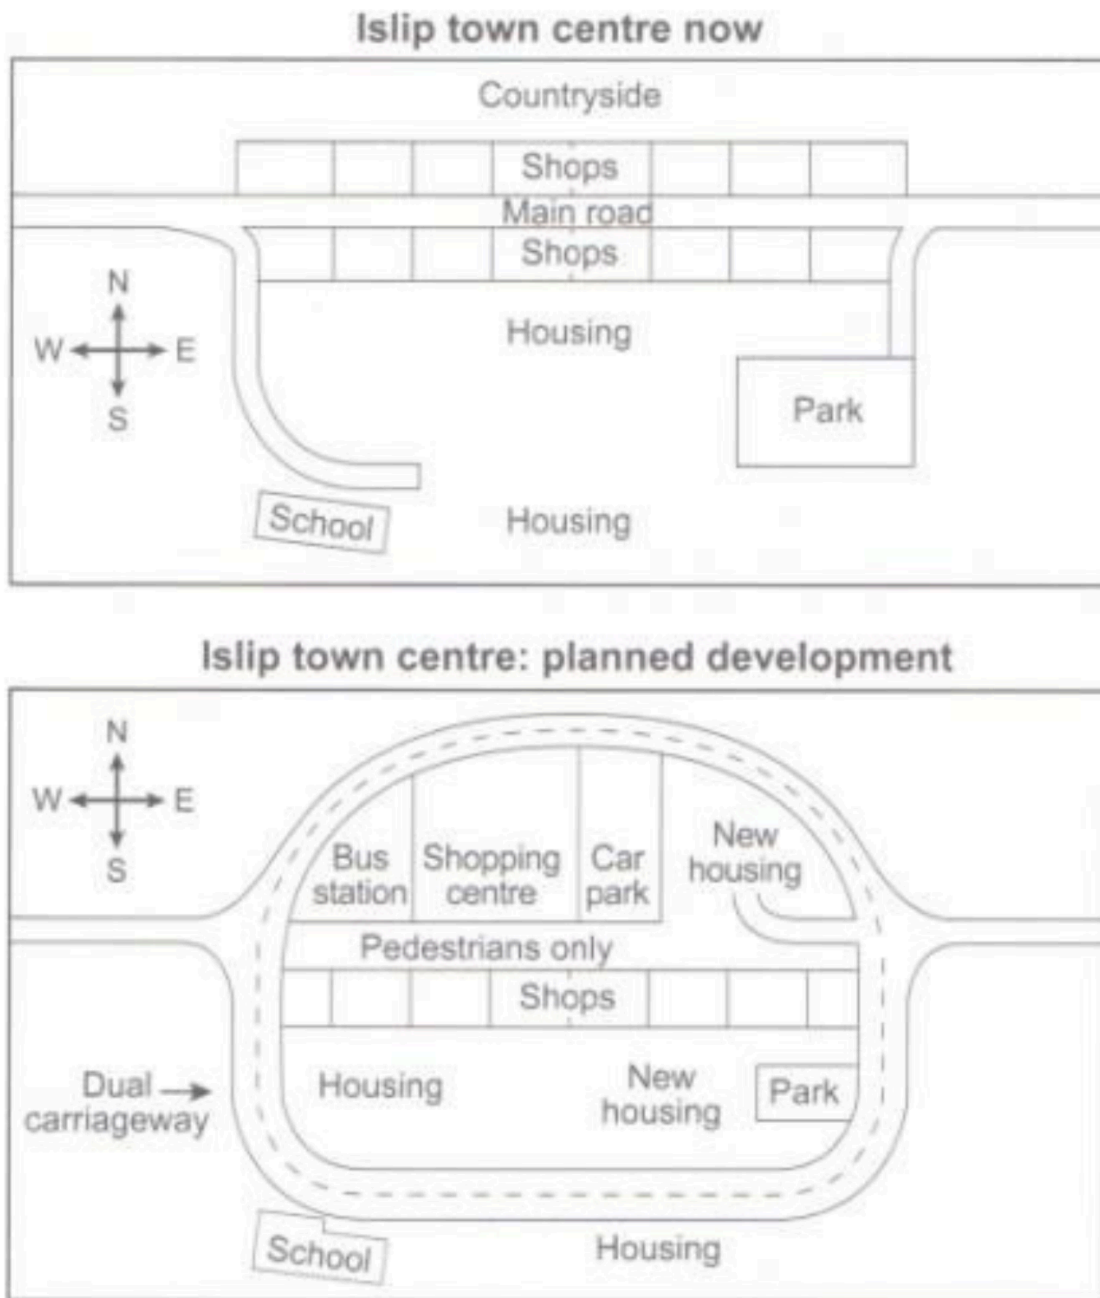 Islip town centre now
Countryside
Shops
Main road
Shops
N
W E
S
Housing
Park
School
Housing
Islip town centre: planned development
N
W E
S
Bus
station
Shopping
centre
Car
park
New
housing
Pedestrians only
Shops
Dual
carriageway
Housing
New
housing
Park
School
Housing